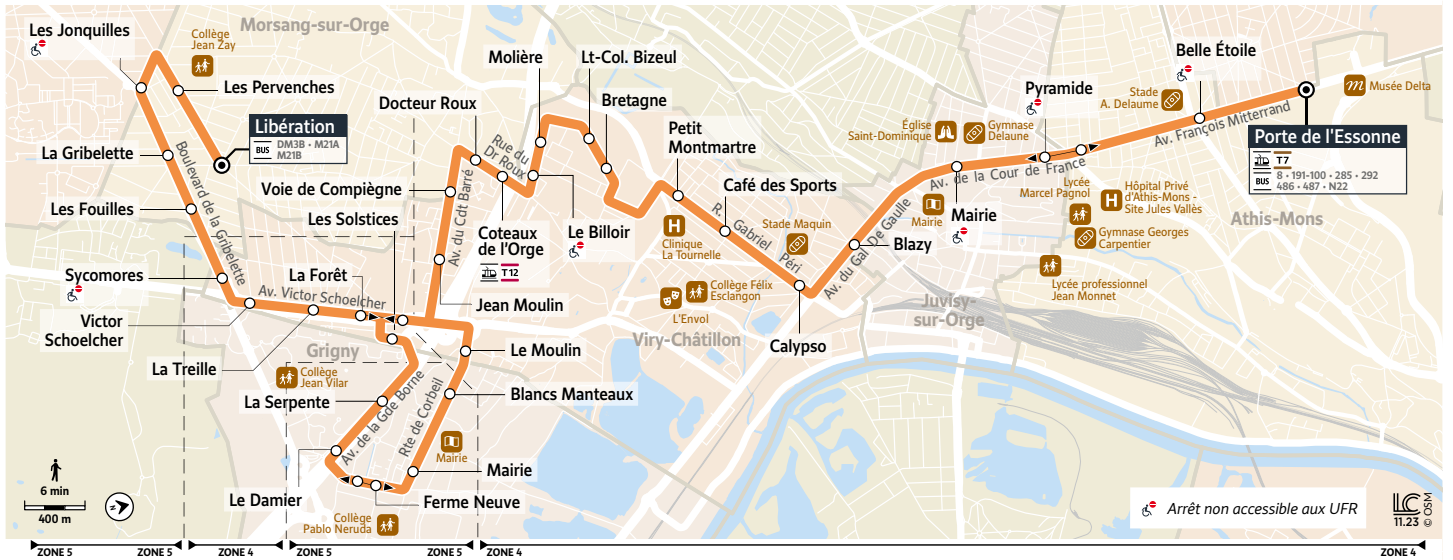 Morsang-sur-Orge
Les Jonquilles
Collège
Jean Zay
Les Pervenches
Libération
BUS
DM3B • M21A
M21B
La Gribelette
Boulevard de la Gribelette
Les Fouilles
Sycomores
Victor
Schoelcher
Av. Victor Schoelcher
La Treille
La Forêt
Les Solstices
Grigny
Collège
Jean Vilar
La Serpente
Av. de la Gde Borne
Le Damier
Collège
Pablo Neruda
Ferme Neuve
Mairie
Mairie
Rte de Corbeil
Blancs Manteaux
Le Moulin
Jean Moulin
Av. du Cdt Barré
Voie de Compiègne
Docteur Roux
Coteaux
de l'Orge
T12
Rue du
Dr Roux
Le Billoir
Molière
Lt-Col. Bizeul
Bretagne
Petit
Montmartre
H
Clinique
La Tournelle
Café des Sports
R. Gabriel Péri
Stade Maquin
Collège Félix
Esclangon
L'Envol
Viry-Châtillon
Calypso
Av. du Gal De Gaulle
Blazy
Juvisy-
sur-Orge
Mairie
Mairie
Église
Saint-Dominique
Gymnase
Delaune
Av. de la Cour de France
Pyramide
Lycée
Marcel Pagnol
H
Hôpital Privé
d'Athis-Mons -
Site Jules Vallès
Gymnase Georges
Carpentier
Lycée professionnel
Jean Monnet
Stade
A. Delaume
Belle Étoile
Av. François Mitterrand
m
Musée Delta
Porte de l'Essonne
T7
BUS
8 • 191-100 • 285 • 292
486 • 487 • N22
Athis-Mons
6 min
400 m
Arrêt non accessible aux UFR
LC
11.23
© OSM
ZONE 5
ZONE 5
ZONE 4
ZONE 5
ZONE 5
ZONE 4
ZONE 4